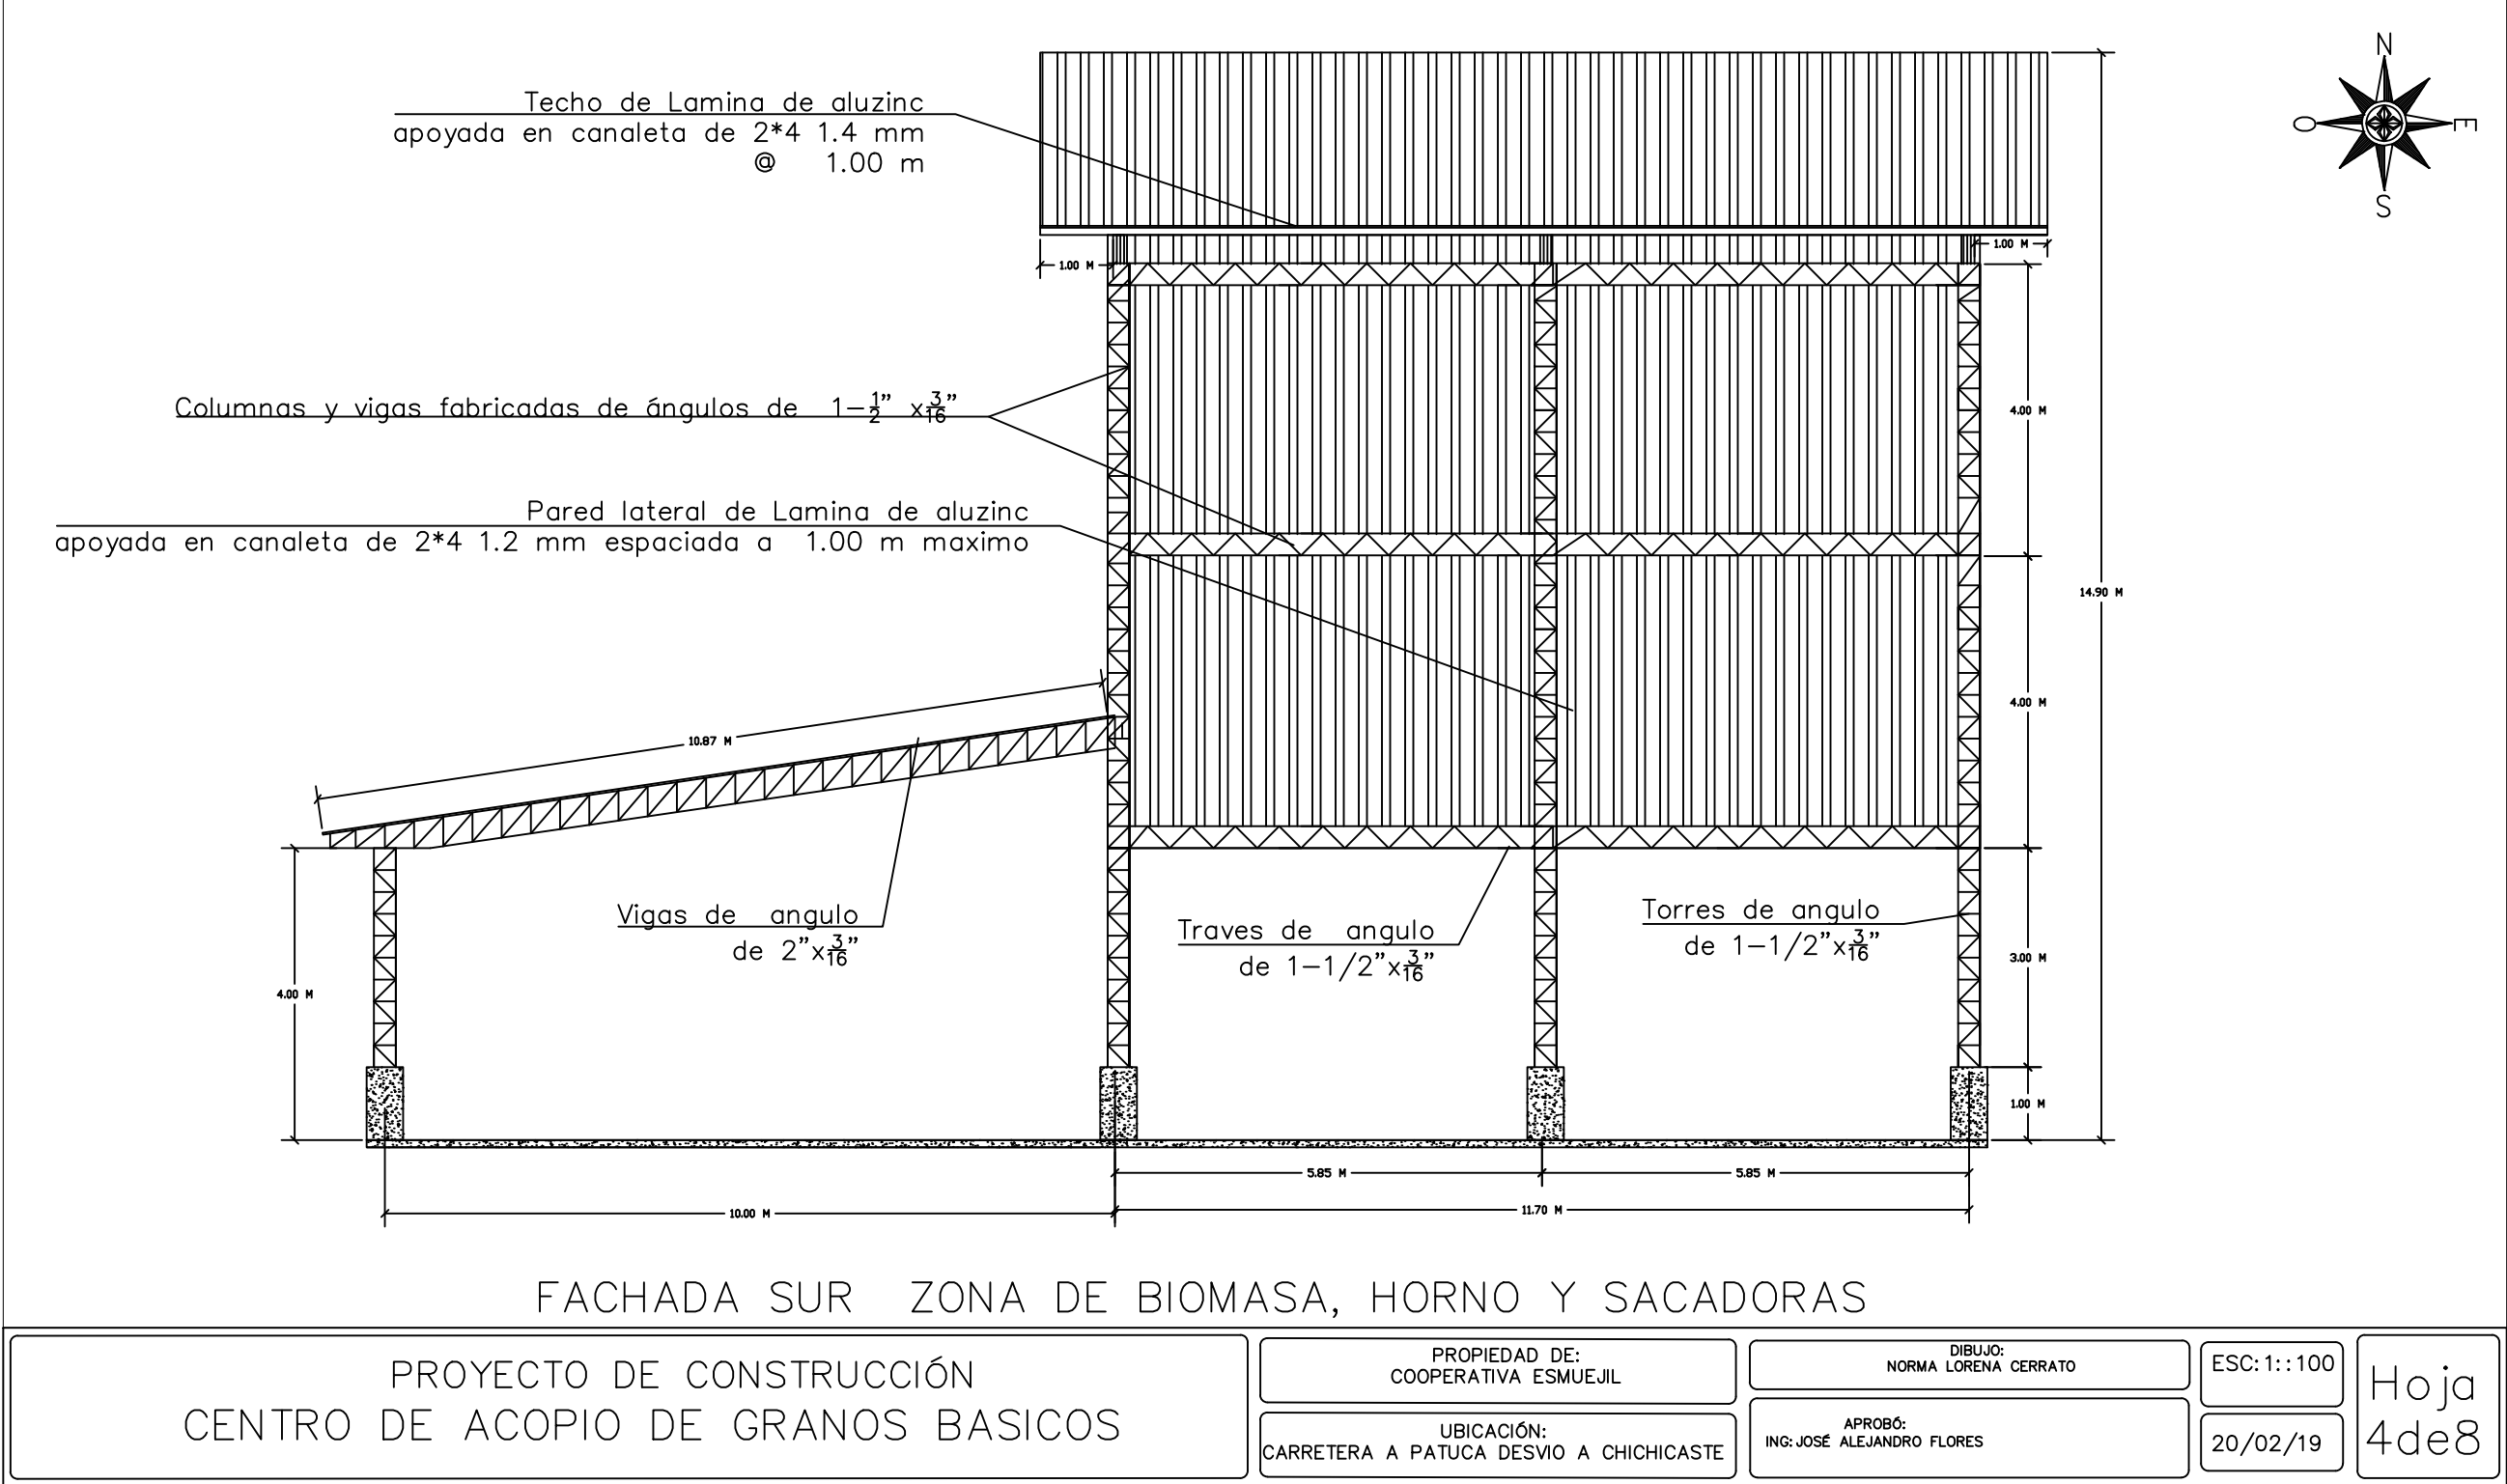 N
O
E
S
Techo de Lamina de aluzinc
apoyada en canaleta de 2*4 1.4 mm
@ 1.00 m
1.00 M
1.00 M
Columnas y vigas fabricadas de ángulos de 1-1/2" x3/16"
4.00 M
Pared lateral de Lamina de aluzinc
apoyada en canaleta de 2*4 1.2 mm espaciada a 1.00 m maximo
14.90 M
4.00 M
10.87 M
Vigas de angulo
de 2"x3/16"
Traves de angulo
de 1-1/2"x3/16"
Torres de angulo
de 1-1/2"x3/16"
3.00 M
4.00 M
1.00 M
5.85 M
5.85 M
10.00 M
11.70 M
FACHADA SUR ZONA DE BIOMASA, HORNO Y SACADORAS
PROYECTO DE CONSTRUCCIÓN
CENTRO DE ACOPIO DE GRANOS BASICOS
PROPIEDAD DE:
COOPERATIVA ESMUEJIL
UBICACIÓN:
CARRETERA A PATUCA DESVIO A CHICHICASTE
DIBUJO:
NORMA LORENA CERRATO
APROBÓ:
ING: JOSÉ ALEJANDRO FLORES
ESC: 1::100
20/02/19
Hoja
4de8